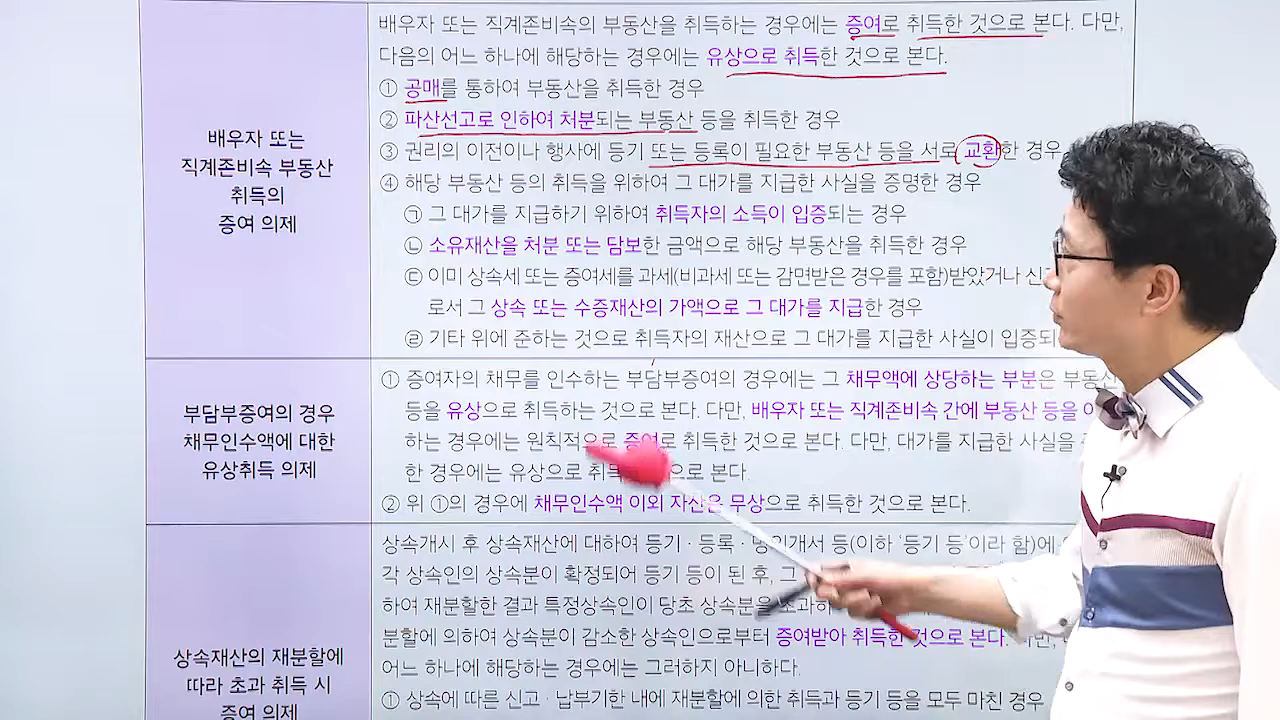 배우자 또는
직계존비속 부동산
취득의
증여 의제
배우자 또는 직계존비속의 부동산을 취득하는 경우에는 증여로 취득한 것으로 본다. 다만,
다음의 어느 하나에 해당하는 경우에는 유상으로 취득한 것으로 본다.
① 공매를 통하여 부동산을 취득한 경우
② 파산선고로 인하여 처분되는 부동산 등을 취득한 경우
③ 권리의 이전이나 행사에 등기 또는 등록이 필요한 부동산 등을 서로 교환한 경우
④ 해당 부동산 등의 취득을 위하여 그 대가를 지급한 사실을 증명한 경우
㉠ 그 대가를 지급하기 위하여 취득자의 소득이 입증되는 경우
㉡ 소유재산을 처분 또는 담보한 금액으로 해당 부동산을 취득한 경우
㉢ 이미 상속세 또는 증여세를 과세(비과세 또는 감면받은 경우를 포함)받았거나
로서 그 상속 또는 수증재산의 가액으로 그 대가를 지급한 경우
㉣ 기타 위에 준하는 것으로 취득자의 재산으로 그 대가를 지급한 사실이
부담부증여의 경우
채무인수액에 대한
유상취득 의제
① 증여자의 채무를 인수하는 부담부증여의 경우에는 그 채무액에 상당하는 부분은
등을 유상으로 취득하는 것으로 본다. 다만, 배우자 또는 직계존비속 간에 부동산 등을
하는 경우에는 원칙적으로 증여로 취득한 것으로 본다. 다만, 대가를 지급한 사실을
한 경우에는 유상으로 본다.
② 위 ①의 경우에 채무인수액 이외 자산은 무상으로 취득한 것으로 본다.
상속재산의 재분할에
따라 초과 취득 시
증여 의제
상속개시 후 상속재산에 대하여 등기 · 등록 · 명의개서 등(이하 '등기 등'이라 함)에
각 상속인의 상속분이 확정되어 등기 등이 된 후, 그
하여 재분할한 결과 특정상속인이 당초 상속분을
분할에 의하여 상속분이 감소한 상속인으로부터 증여받아 취득한 것으로 본다.
어느 하나에 해당하는 경우에는 그러하지 아니하다.
① 상속에 따른 신고 · 납부기한 내에 재분할에 의한 취득과 등기 등을 모두 마친 경우